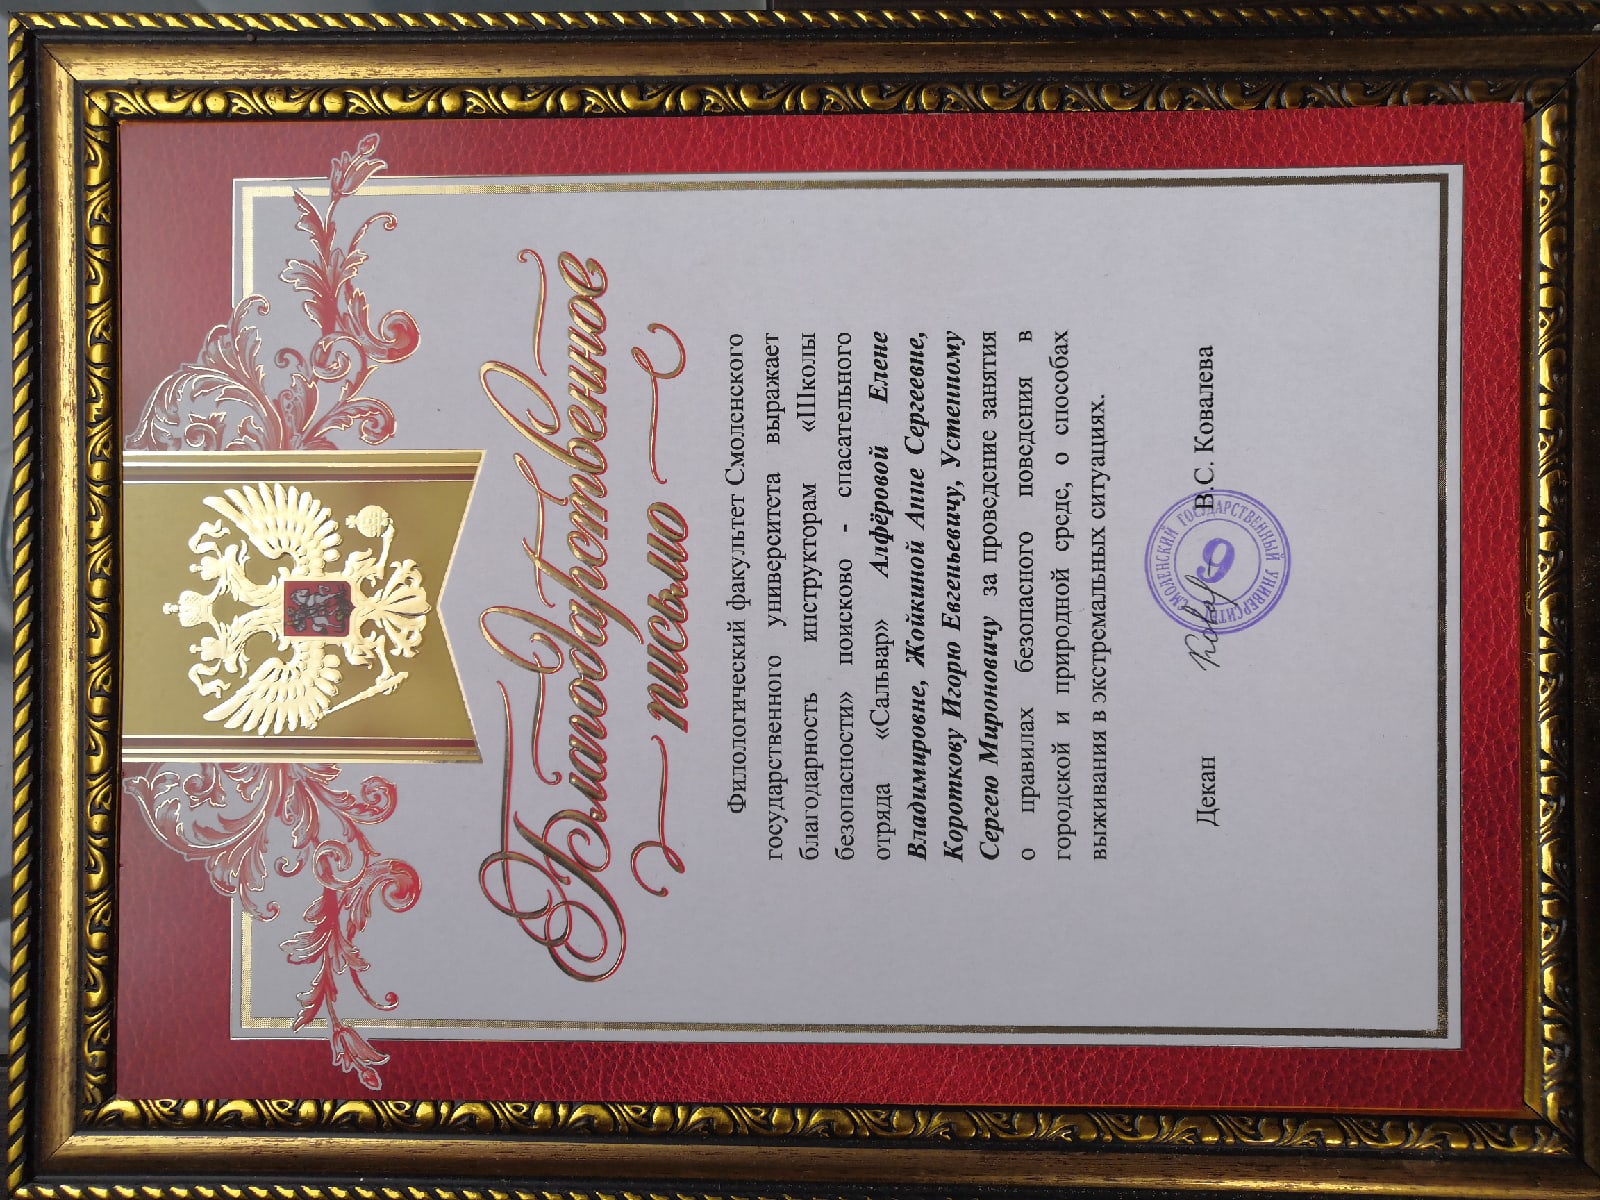 Благодарственное
письмо
Филологический факультет Смоленского
государственного университета выражает
благодарность инструкторам «Школы
безопасности» поисково - спасательного
отряда «Сальвар» Алфёровой Елене
Владимировне, Жойкиной Анне Сергеевне,
Короткову Игорю Евгеньевичу, Устенному
Сергею Мироновичу за проведение занятия
о правилах безопасного поведения в
городской и природной среде, о способах
выживания в экстремальных ситуациях.
Декан В.С. Ковалева
СМОЛЕНСКИЙ ГОСУДАРСТВЕННЫЙ УНИВЕРСИТЕТ
9